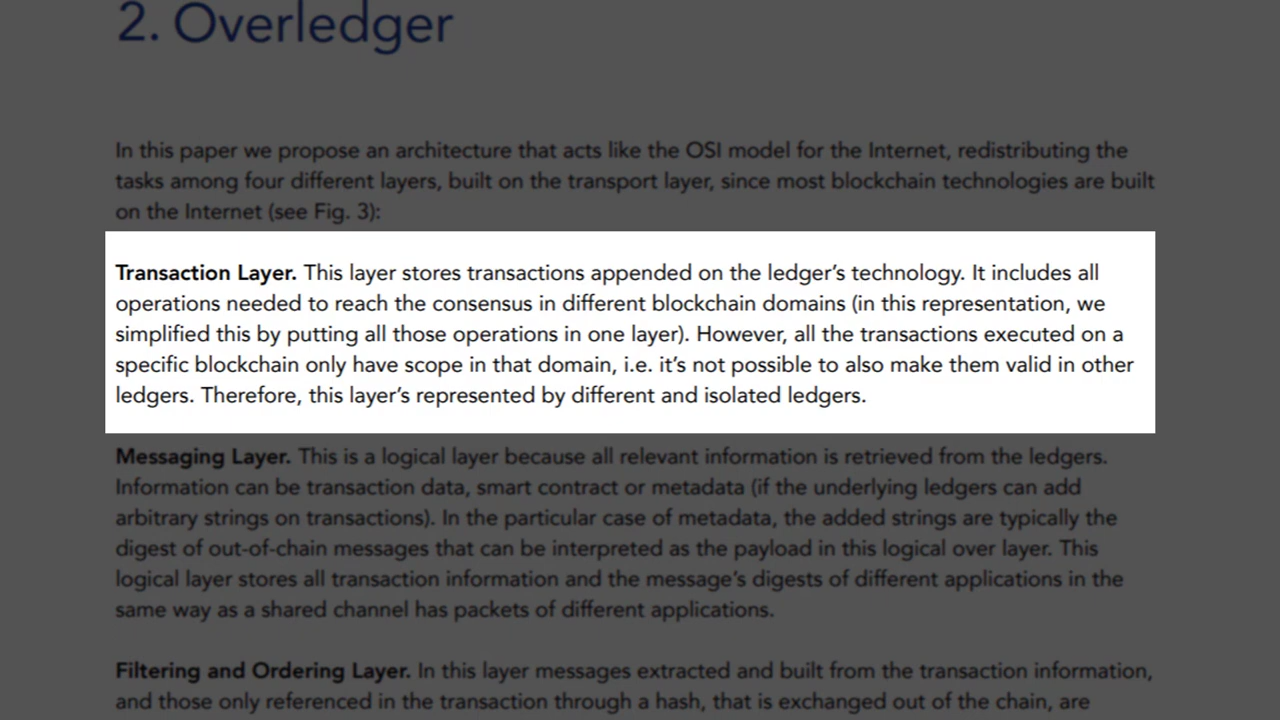 2. Overledger
In this paper we propose an architecture that acts like the OSI model for the Internet, redistributing the
tasks among four different layers, built on the transport layer, since most blockchain technologies are built
on the Internet (see Fig. 3):
Transaction Layer. This layer stores transactions appended on the ledger's technology. It includes all
operations needed to reach the consensus in different blockchain domains (in this representation, we
simplified this by putting all those operations in one layer). However, all the transactions executed on a
specific blockchain only have scope in that domain, i.e. it's not possible to also make them valid in other
ledgers. Therefore, this layer's represented by different and isolated ledgers.
Messaging Layer. This is a logical layer because all relevant information is retrieved from the ledgers.
Information can be transaction data, smart contract or metadata (if the underlying ledgers can add
arbitrary strings on transactions). In the particular case of metadata, the added strings are typically the
digest of out-of-chain messages that can be interpreted as the payload in this logical over layer. This
logical layer stores all transaction information and the message's digests of different applications in the
same way as a shared channel has packets of different applications.
Filtering and Ordering Layer. In this layer messages extracted and built from the transaction information,
and those only referenced in the transaction through a hash, that is exchanged out of the chain, are